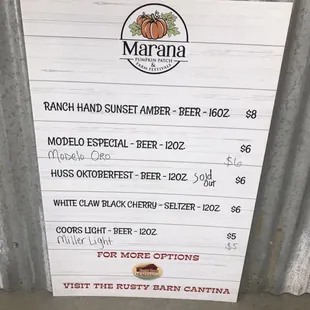 Marana
PUMPKIN PATCH
&
FARM FESTIVAL
RANCH HAND SUNSET AMBER - BEER - 16OZ $8
MODELO ESPECIAL - BEER - 12OZ $6
Modelo Oro $6
HUSS OKTOBERFEST - BEER - 12OZ Sold out $6
WHITE CLAW BLACK CHERRY - SELTZER - 12OZ $6
COORS LIGHT - BEER - 12OZ $5
Miller Light $5
FOR MORE OPTIONS
VISIT THE RUSTY BARN CANTINA